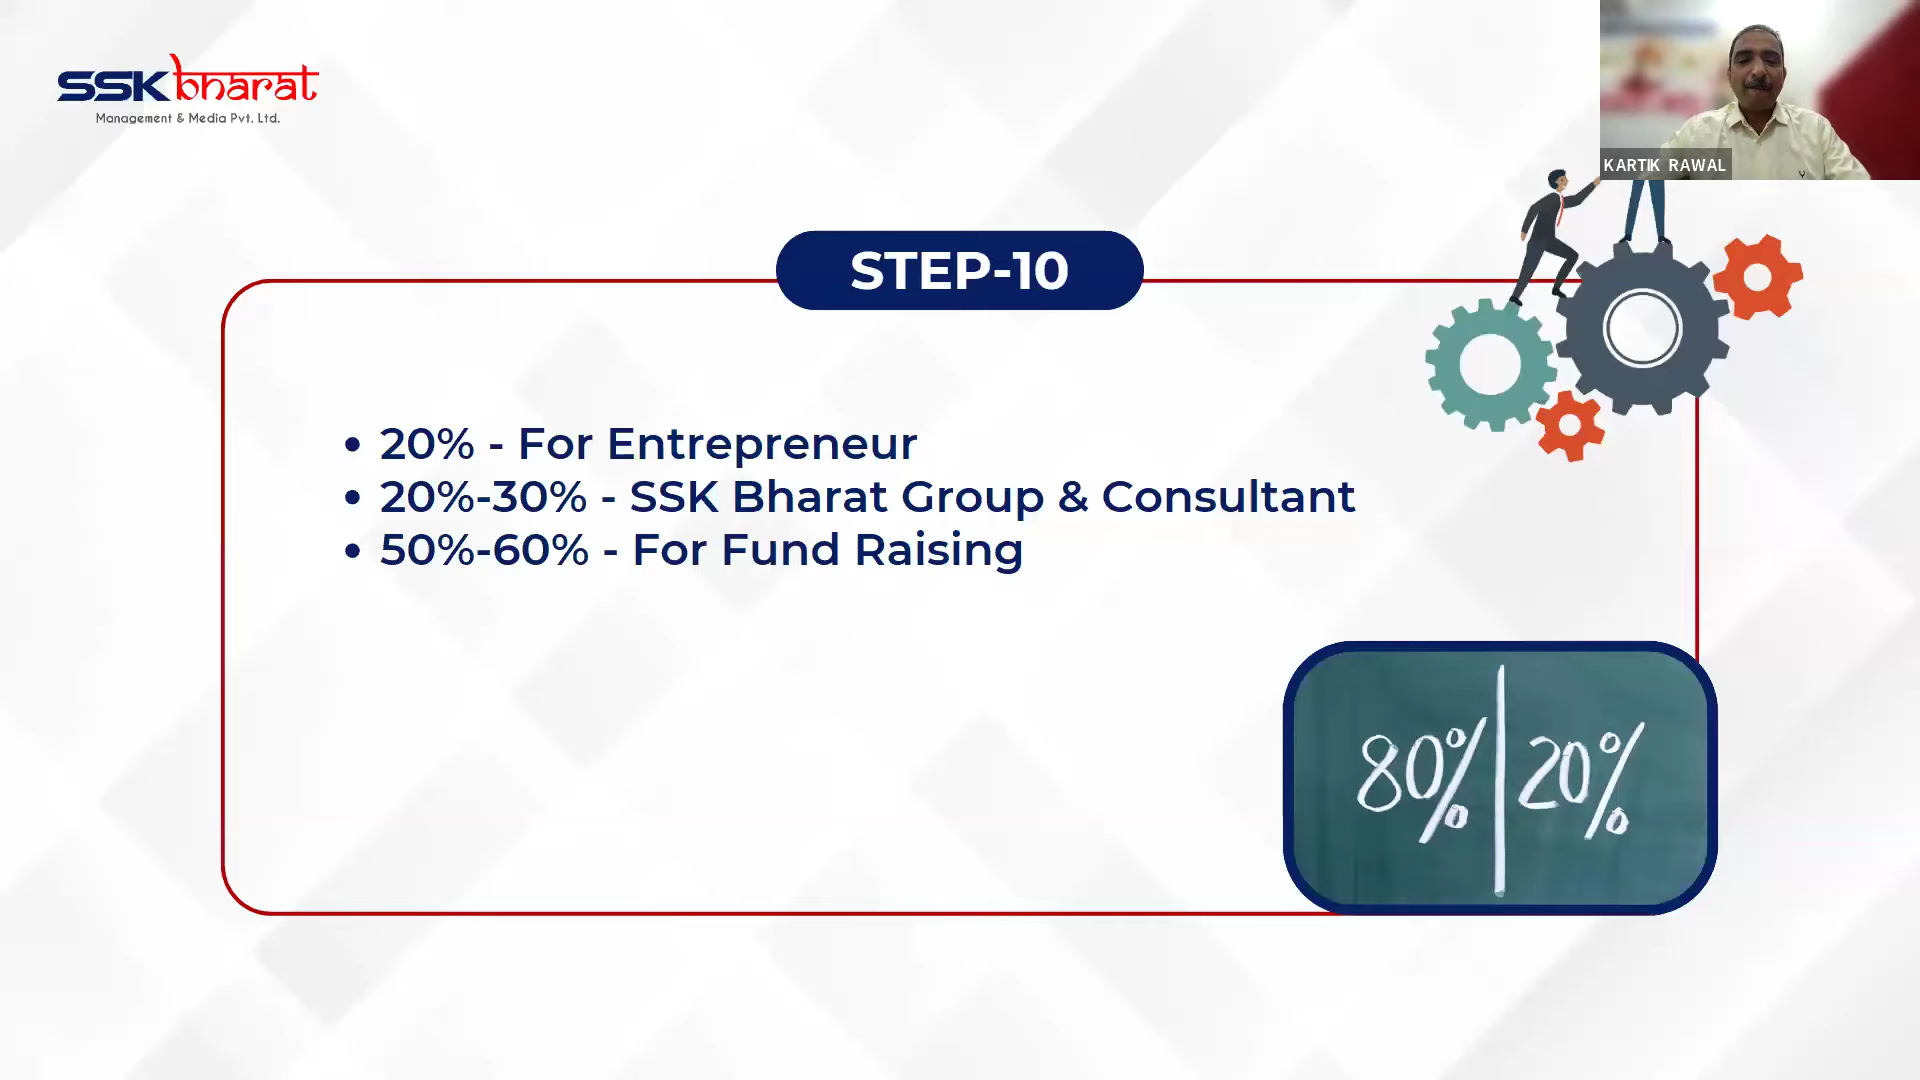 SSK bharat
Management & Media Pvt. Ltd.
KARTIK RAWAL
STEP-10
• 20% - For Entrepreneur
• 20%-30% - SSK Bharat Group & Consultant
• 50%-60% - For Fund Raising
80% 20%